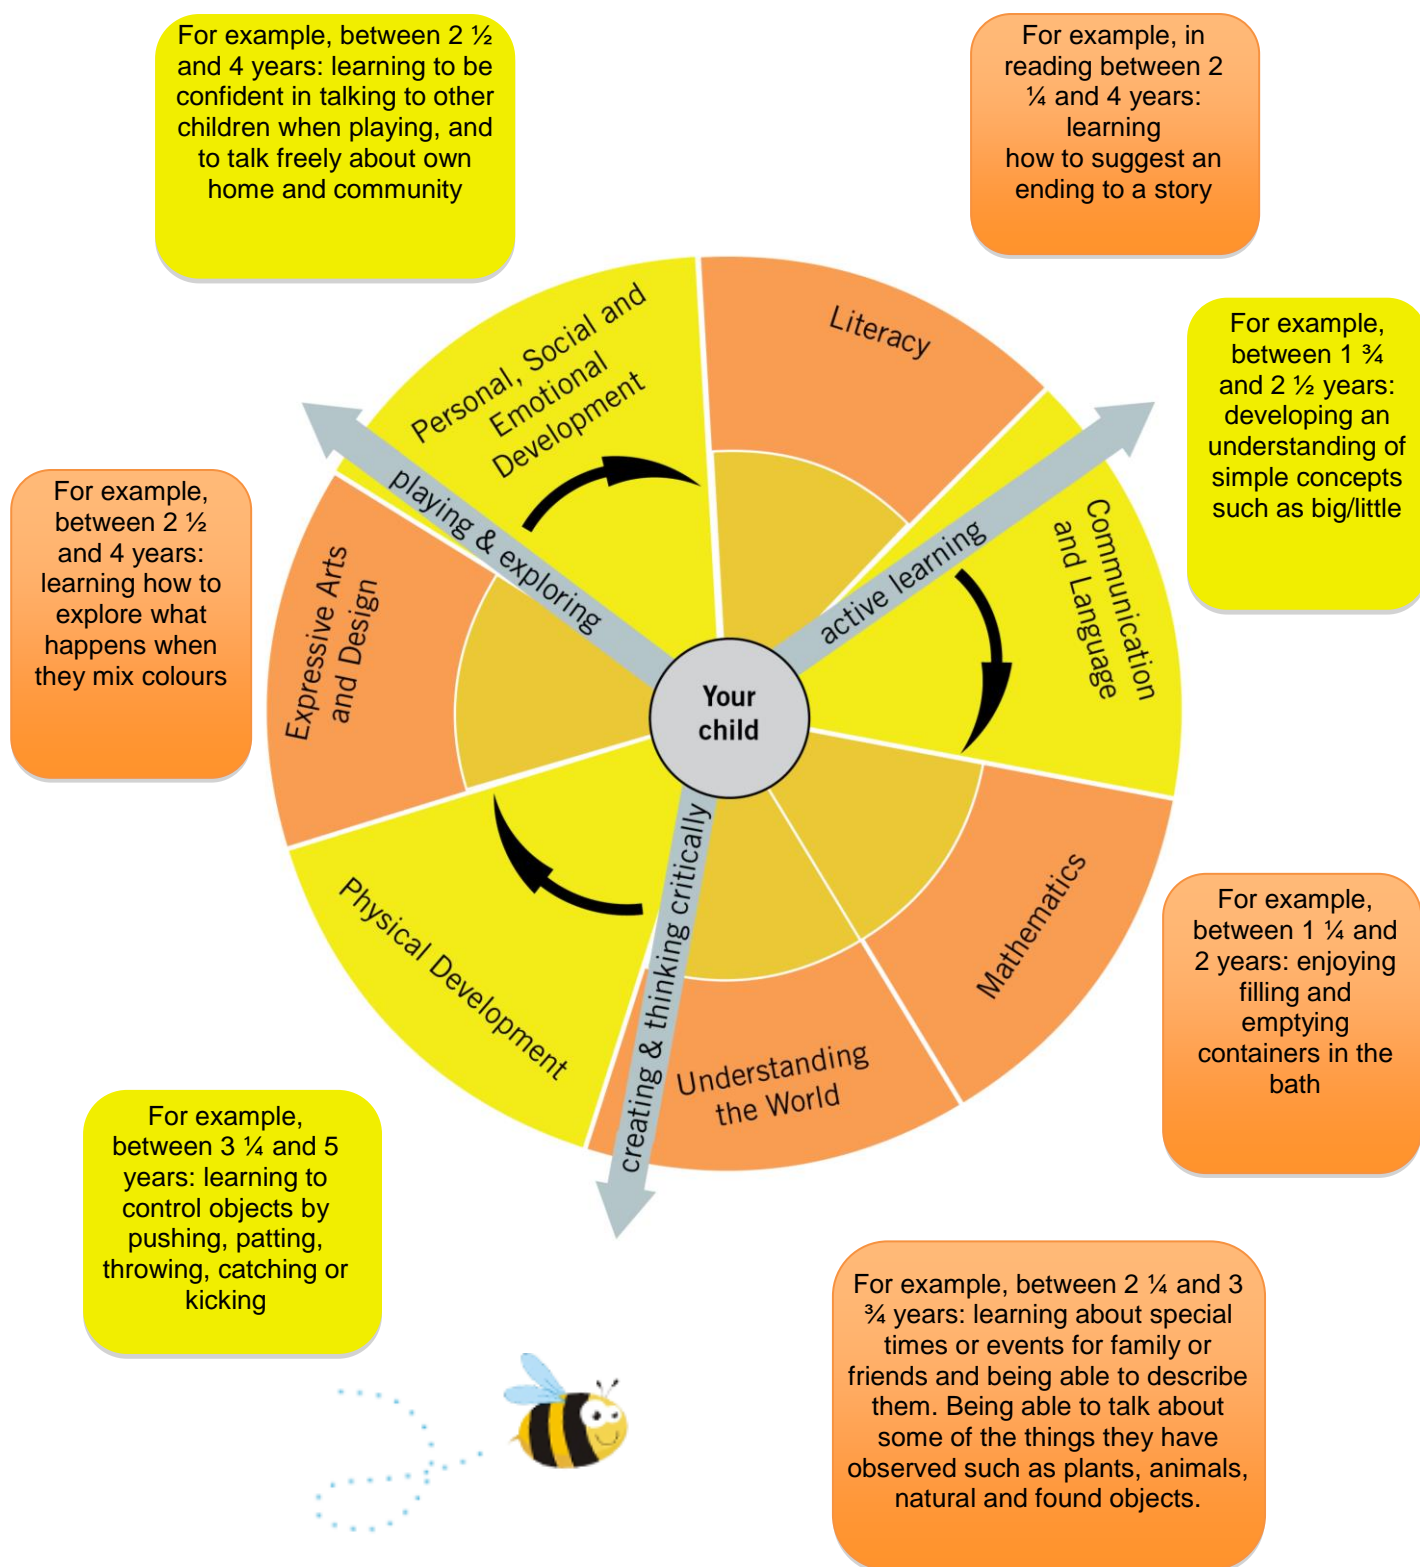 For example, between 2 ½
and 4 years: learning to be
confident in talking to other
children when playing, and
to talk freely about own
home and community
For example, in
reading between 2
¼ and 4 years:
learning
how to suggest an
ending to a story
For example,
between 1 ¾
and 2 ½ years:
developing an
understanding of
simple concepts
such as big/little
Personal, Social and
Emotional
Development
Literacy
Communication
and Language
playing & exploring
active learning
For example,
between 2 ½
and 4 years:
learning how to
explore what
happens when
they mix colours
Expressive Arts
and Design
Your
child
creating & thinking critically
Physical Development
Understanding
the World
Mathematics
For example,
between 1 ¼ and
2 years: enjoying
filling and
emptying
containers in the
bath
For example,
between 3 ¼ and 5
years: learning to
control objects by
pushing, patting,
throwing, catching or
kicking
For example, between 2 ¼ and 3
¾ years: learning about special
times or events for family or
friends and being able to describe
them. Being able to talk about
some of the things they have
observed such as plants, animals,
natural and found objects.